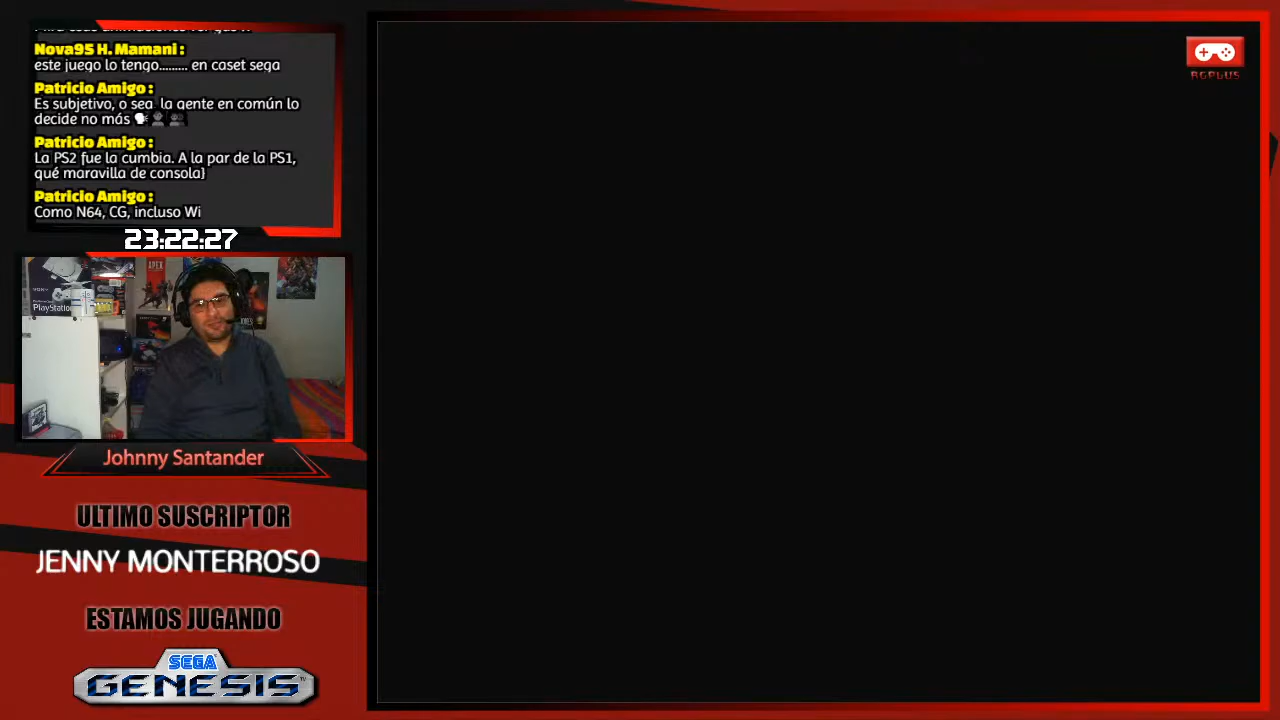 Nova95 H. Mamani :
este juego lo tengo......... en caset sega
Patricio Amigo :
Es subjetivo, o sea, la gente en común lo
decide no más
Patricio Amigo :
La PS2 fue la cumbia. A la par de la PS1,
qué maravilla de consola}
Patricio Amigo :
Como N64, CG, incluso Wi
23:22:27
APEX
SONY
PlayStation
Johnny Santander
ULTIMO SUSCRIPTOR
JENNY MONTERROSO
ESTAMOS JUGANDO
SEGA
GENESIS
RGPLUS